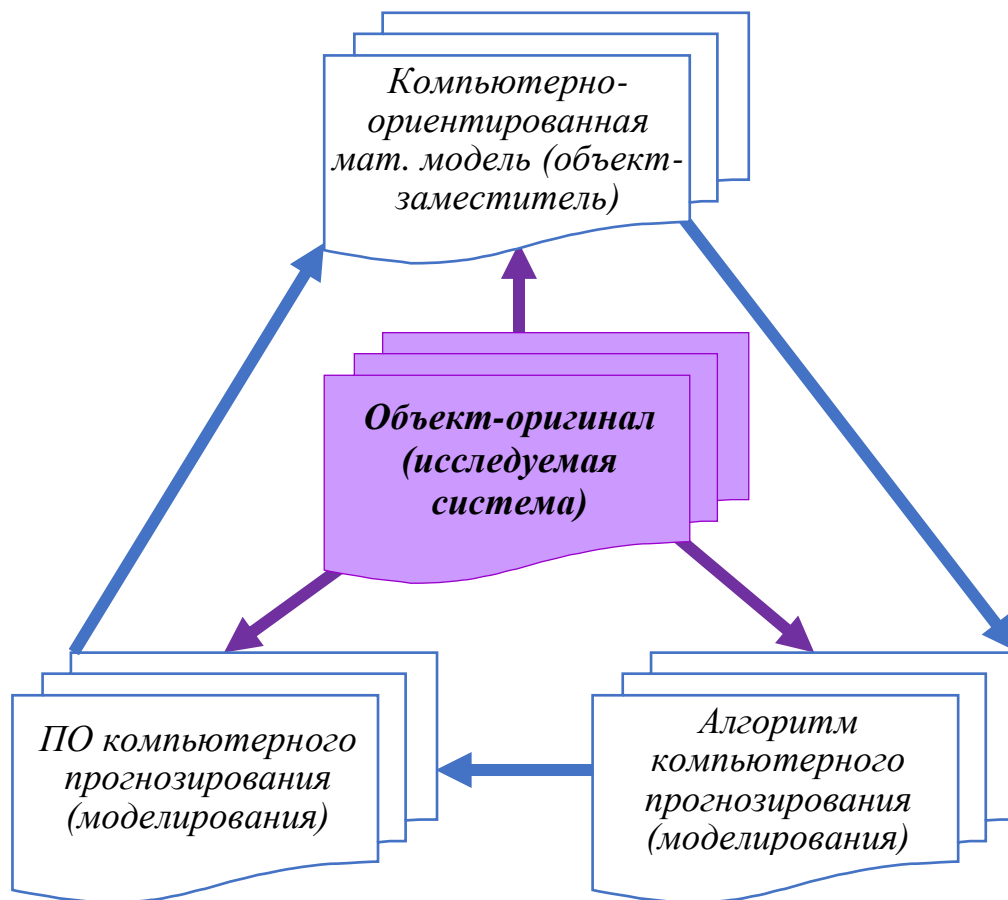 Компьютерно-
ориентированная
мат. модель (объект-
заместитель)
Объект-оригинал
(исследуемая
система)
ПО компьютерного
прогнозирования
(моделирования)
Алгоритм
компьютерного
прогнозирования
(моделирования)